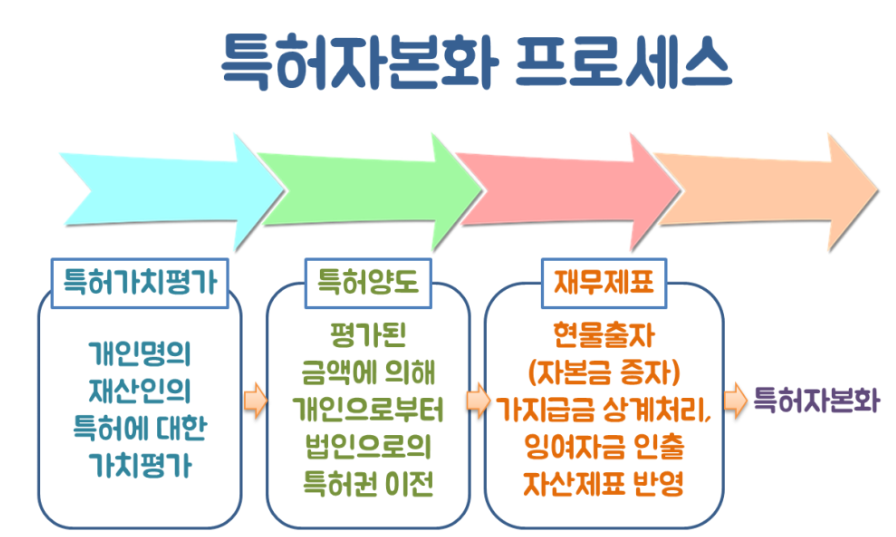 특허자본화 프로세스
특허가치평가
개인명의
재산인의
특허에 대한
가치평가
특허양도
평가된
금액에 의해
개인으로부터
법인으로의
특허권 이전
재무제표
현물출자
(자본금 증자)
가지급금 상계처리,
잉여자금 인출
자산제표 반영
특허자본화